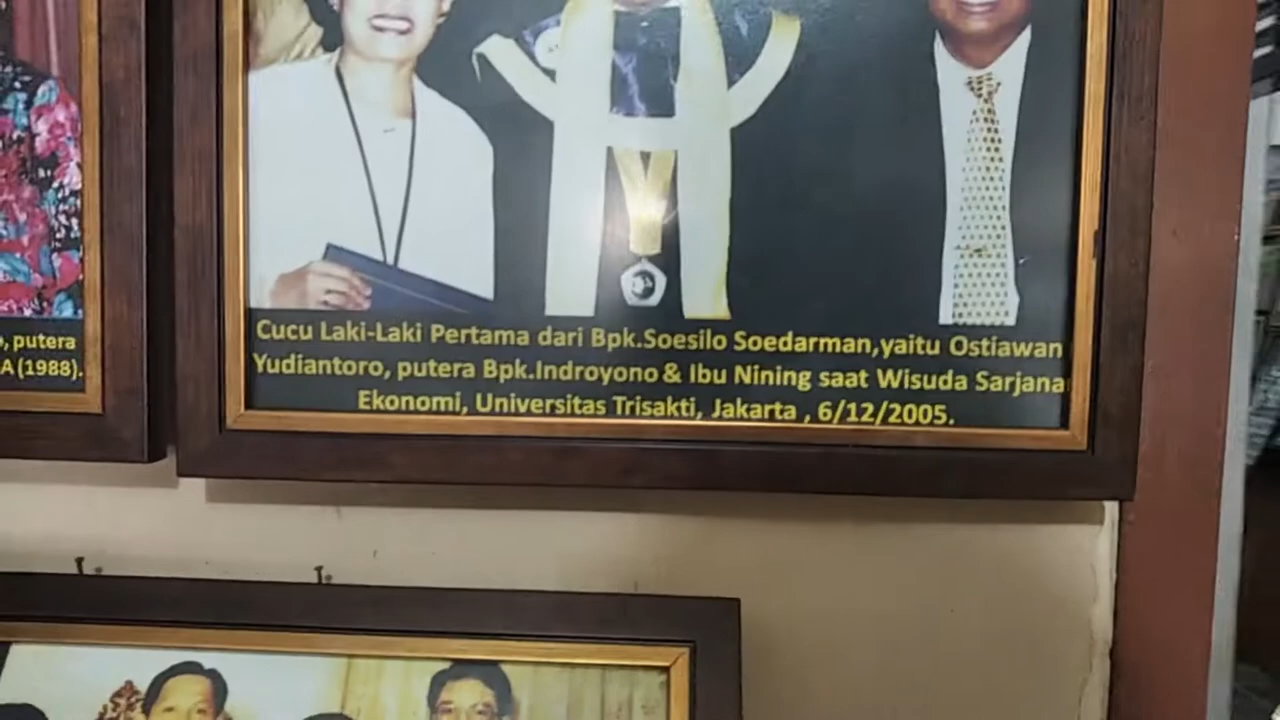 , putera
A (1988).
Cucu Laki-Laki Pertama dari Bpk.Soesilo Soedarman,yaitu Ostiawan
Yudiantoro, putera Bpk.Indroyono & Ibu Nining saat Wisuda Sarjana
Ekonomi, Universitas Trisakti, Jakarta , 6/12/2005.